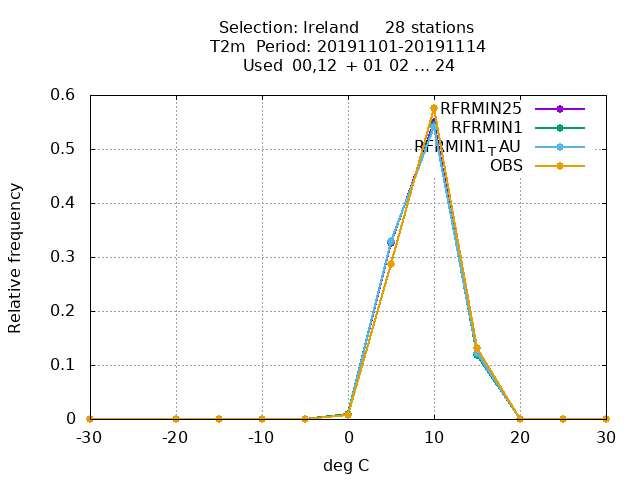 Selection: Ireland 28 stations
T2m Period: 20191101-20191114
Used 00,12 + 01 02 ... 24
Relative frequency
0.6
0.5
0.4
0.3
0.2
0.1
0
RFRMIN25
RFRMIN1
RFRMIN1TAU
OBS
-30 -20 -10 0 10 20 30
deg C